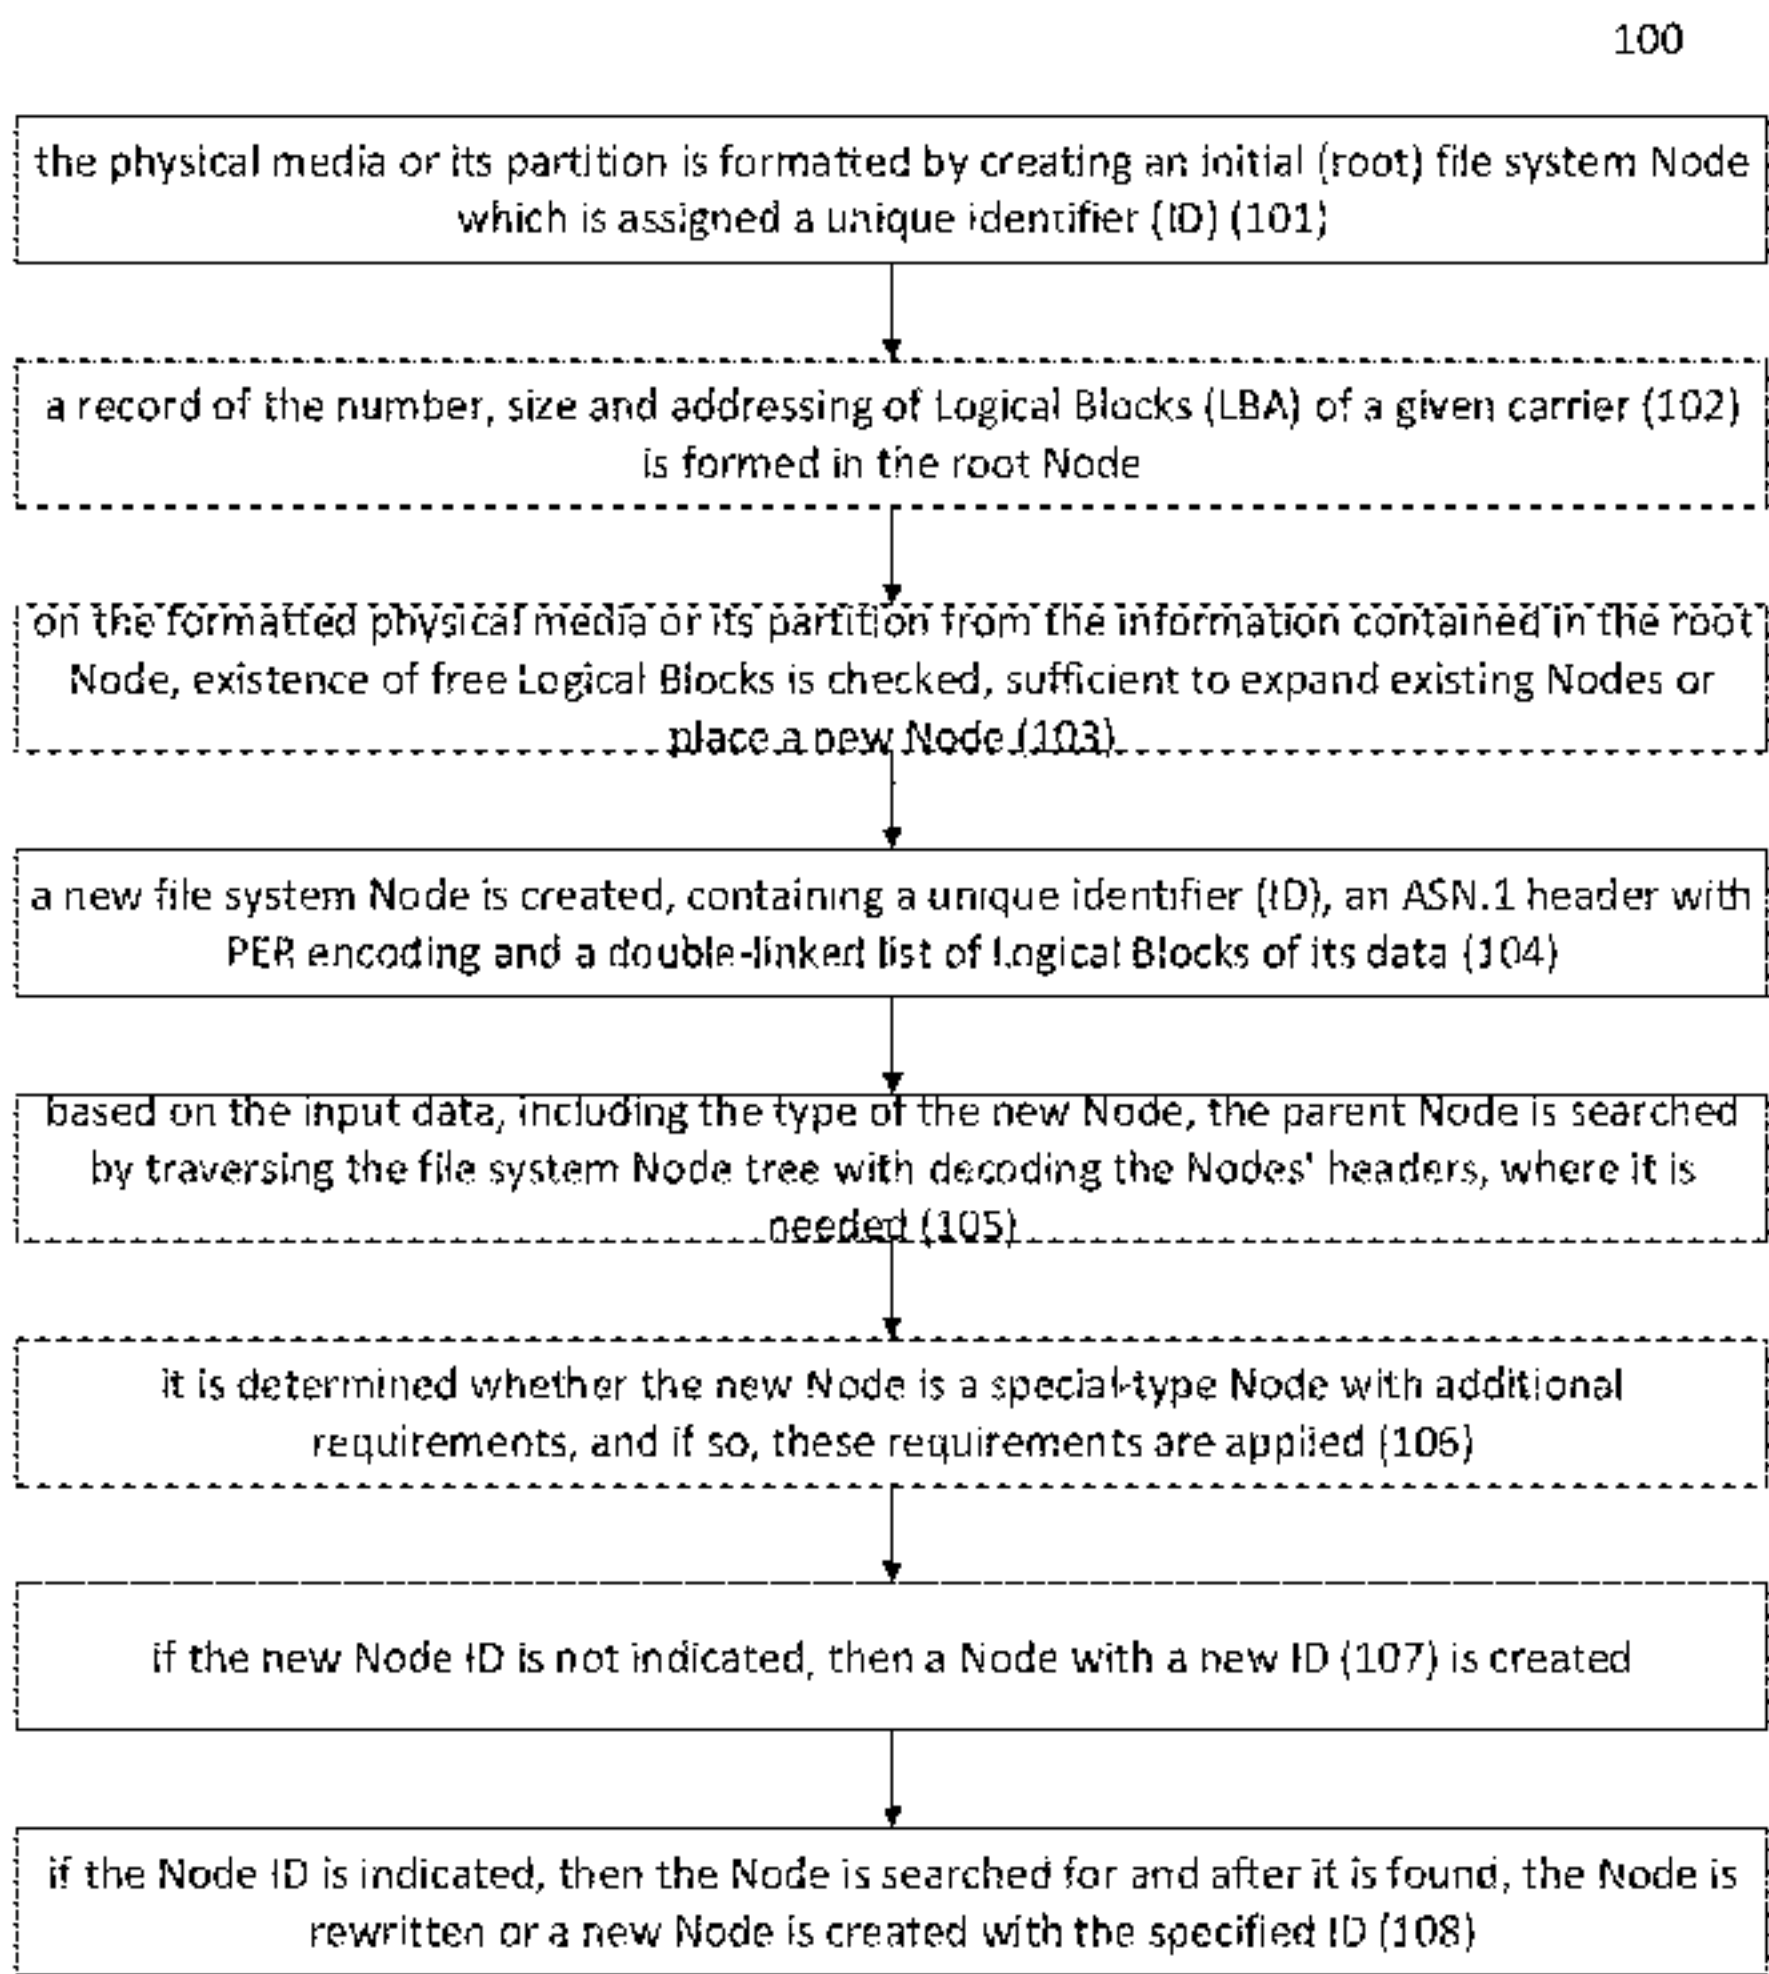 100
the physical media or its partition is formatted by creating an initial (root) file system Node
which is assigned a unique identifier (ID) (101)
a record of the number, size and addressing of Logical Blocks (LBA) of a given carrier (102)
is formed in the root Node
on the formatted physical media or its partition from the information contained in the root
Node, existence of free Logical Blocks is checked, sufficient to expand existing Nodes or
place a new Node (103)
a new file system Node is created, containing a unique identifier (ID), an ASN.1 header with
PER encoding and a double-linked list of Logical Blocks of its data (104)
based on the input data, including the type of the new Node, the parent Node is searched
by traversing the file system Node tree with decoding the Nodes' headers, where it is
needed (105)
it is determined whether the new Node is a special-type Node with additional
requirements, and if so, these requirements are applied (106)
if the new Node ID is not indicated, then a Node with a new ID (107) is created
if the Node ID is indicated, then the Node is searched for and after it is found, the Node is
rewritten or a new Node is created with the specified ID (108)